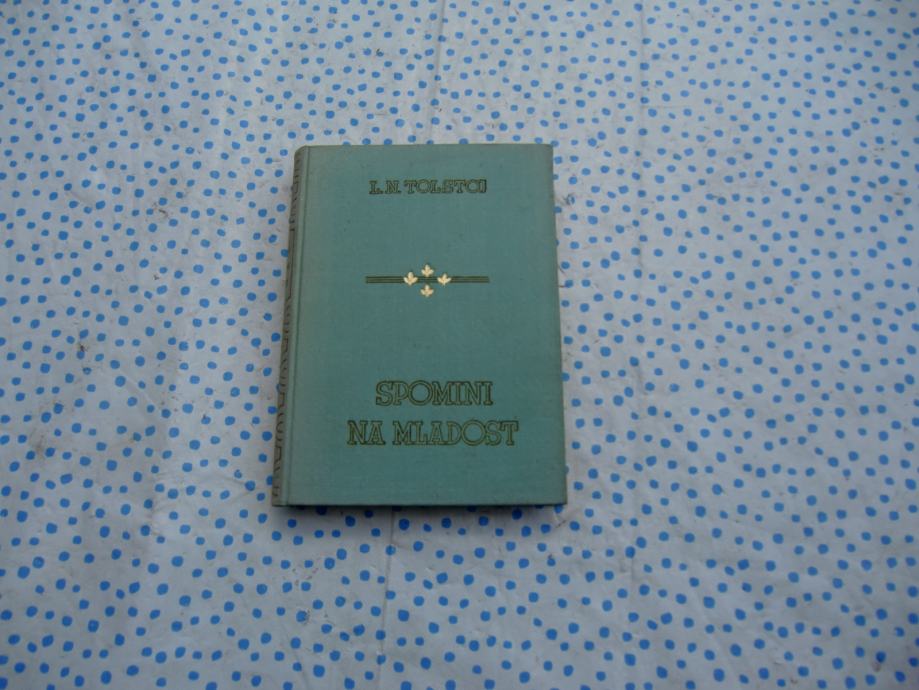 L. N. TOLSTOJ
SPOMINI
NA MLADOST